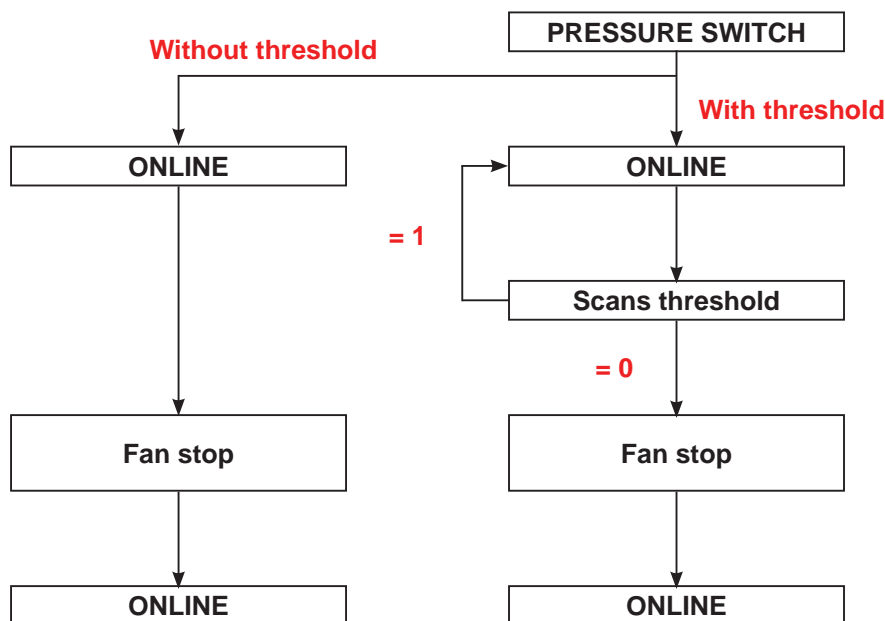 PRESSURE SWITCH
Without threshold
With threshold
ONLINE
ONLINE
= 1
Scans threshold
= 0
Fan stop
Fan stop
ONLINE
ONLINE